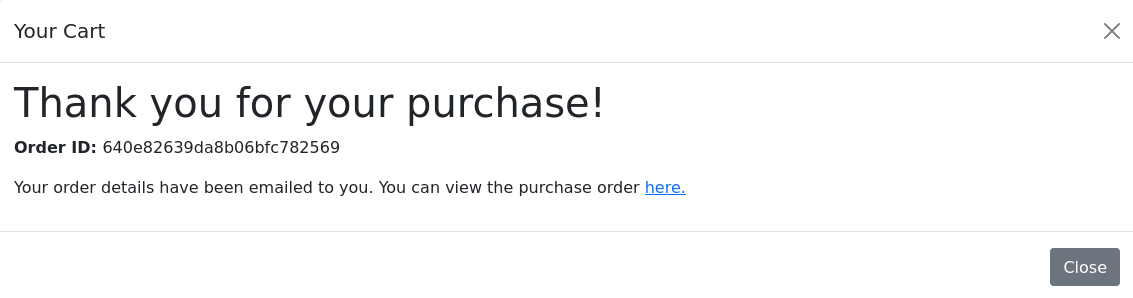 Your Cart
Thank you for your purchase!
Order ID: 640e82639da8b06bfc782569
Your order details have been emailed to you. You can view the purchase order here.
Close